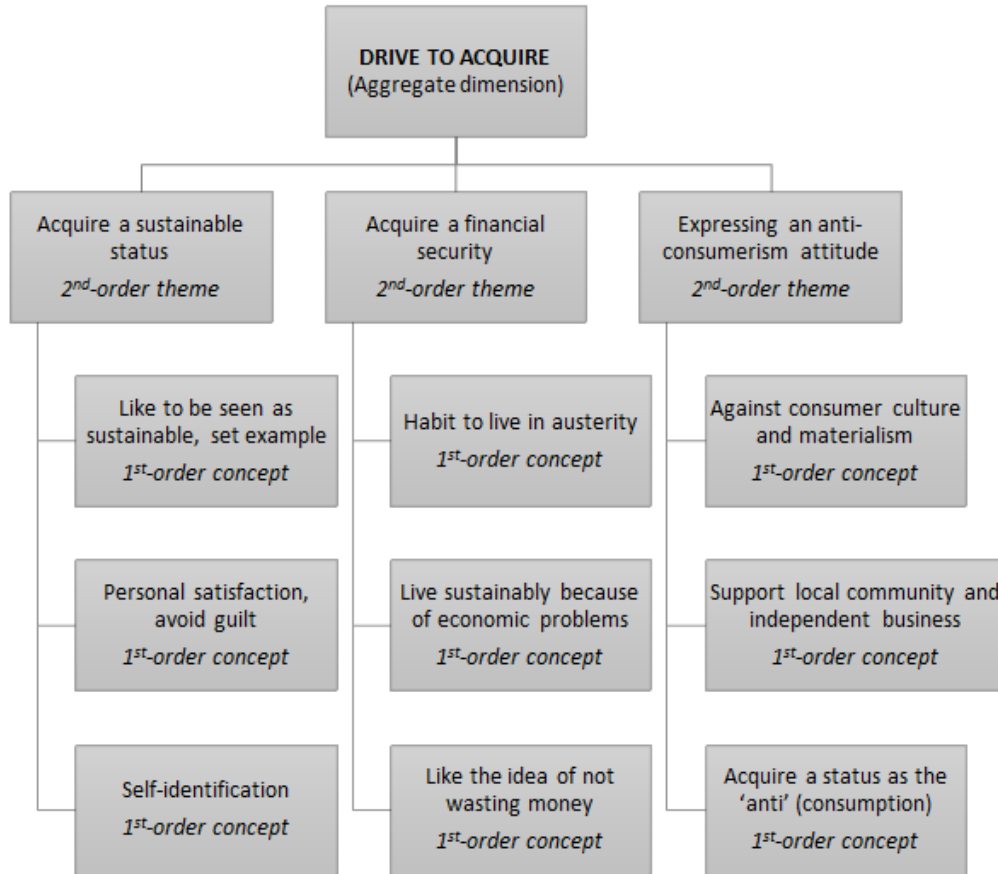 DRIVE TO ACQUIRE
(Aggregate dimension)
Acquire a sustainable
status
2nd-order theme
Acquire a financial
security
2nd-order theme
Expressing an anti-
consumerism attitude
2nd-order theme
Like to be seen as
sustainable, set example
1st-order concept
Habit to live in austerity
1st-order concept
Against consumer culture
and materialism
1st-order concept
Personal satisfaction,
avoid guilt
1st-order concept
Live sustainably because
of economic problems
1st-order concept
Support local community and
independent business
1st-order concept
Self-identification
1st-order concept
Like the idea of not
wasting money
1st-order concept
Acquire a status as the
‘anti’ (consumption)
1st-order concept